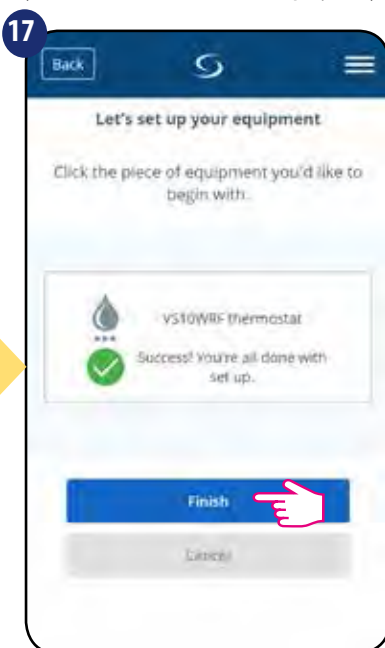 17
Back
Let's set up your equipment
Click the piece of equipment you'd like to
begin with.
VS10WRF thermostat
Success! You're all done with
set up.
Finish
Cancel